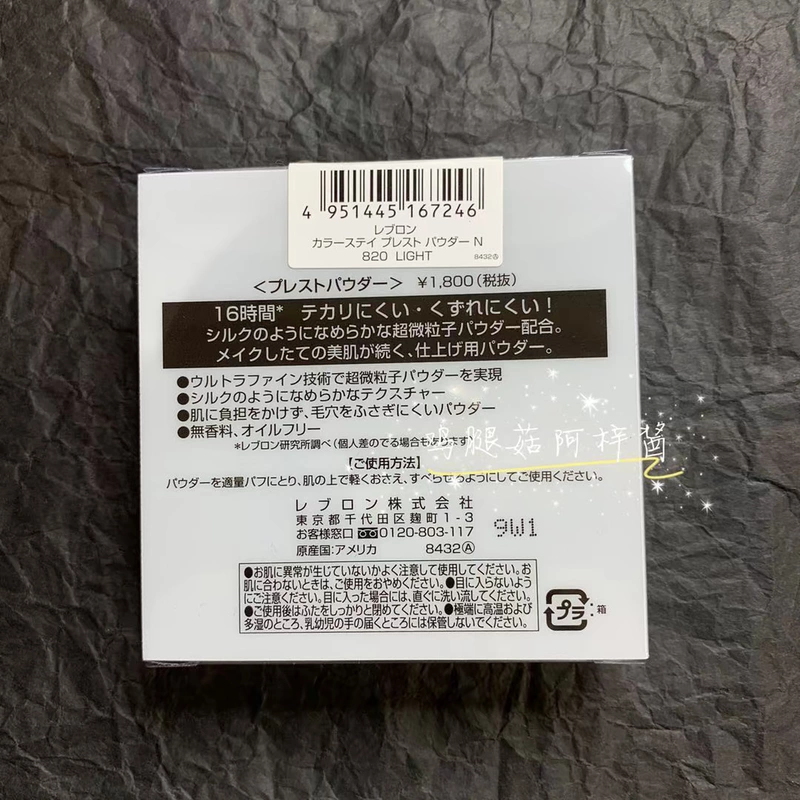 4 951445 167246
レブロン
カラーステイ プレスト パウダー N
820 LIGHT 8432Ⓐ
＜プレストパウダー＞ ¥1,800(税抜)
16時間* テカリにくい・くずれにくい！
シルクのようになめらかな超微粒子パウダー配合。
メイクしたての美肌が続く、仕上げ用パウダー。
●ウルトラファイン技術で超微粒子パウダーを実現
●シルクのようになめらかなテクスチャー
●肌に負担をかけず、毛穴をふさぎにくいパウダー
●無香料、オイルフリー
*レブロン研究所調べ（個人差のでる場合もあります）
鸡腿菇阿梓酱
【ご使用方法】
パウダーを適量パフにとり、肌の上で軽くおさえ、すべらせるようにしてご使用ください。
レブロン株式会社
東京都千代田区麹町1-3
お客様窓口 0120-803-117
原産国:アメリカ 8432Ⓐ
9W1
●お肌に異常が生じていないかよく注意して使用してください。お
肌に合わないときは、ご使用をおやめください。●目に入らないよう
にご注意ください。目に入った場合には、直ぐに洗い流してください。
●ご使用後はふたをしっかりと閉めてください。●極端に高温および
多湿のところ、乳幼児の手の届くところには保管しないでください。
プラ 箱